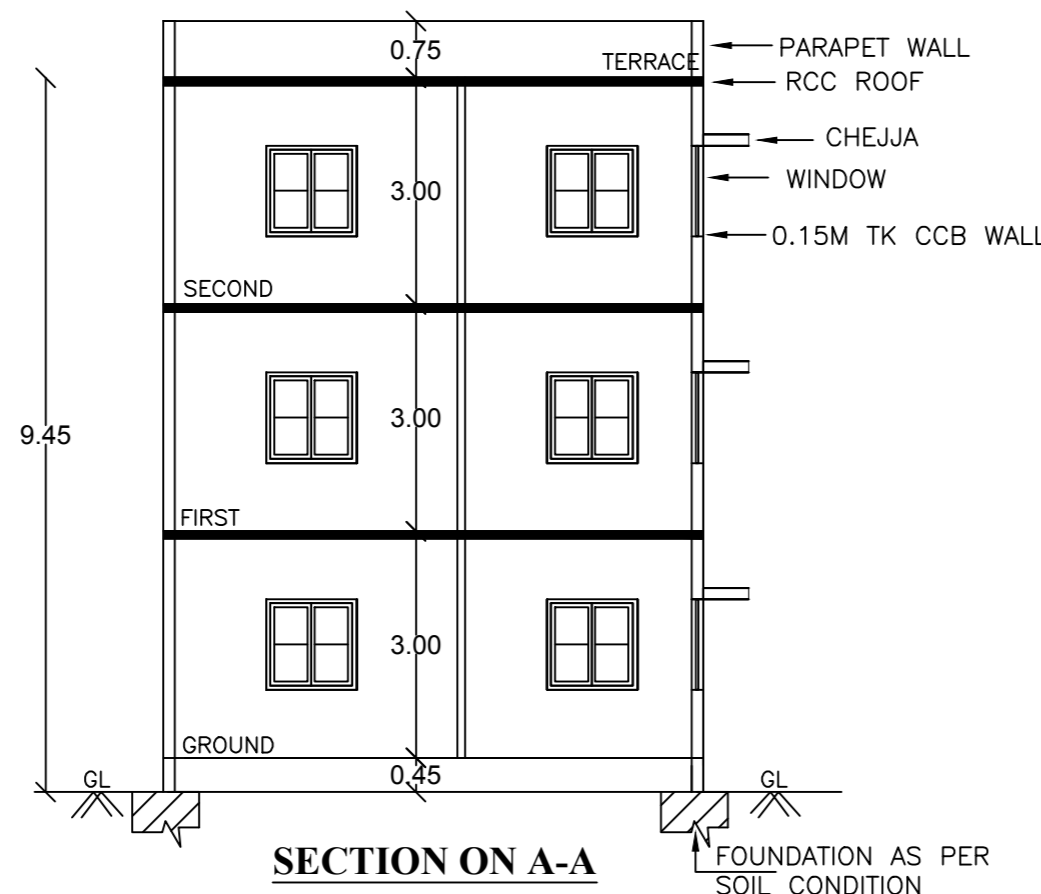 0.75
TERRACE
PARAPET WALL
RCC ROOF
CHEJJA
3.00
WINDOW
0.15M TK CCB WALL
SECOND
3.00
9.45
FIRST
3.00
GROUND
0.45
GL
GL
SECTION ON A-A
FOUNDATION AS PER
SOIL CONDITION